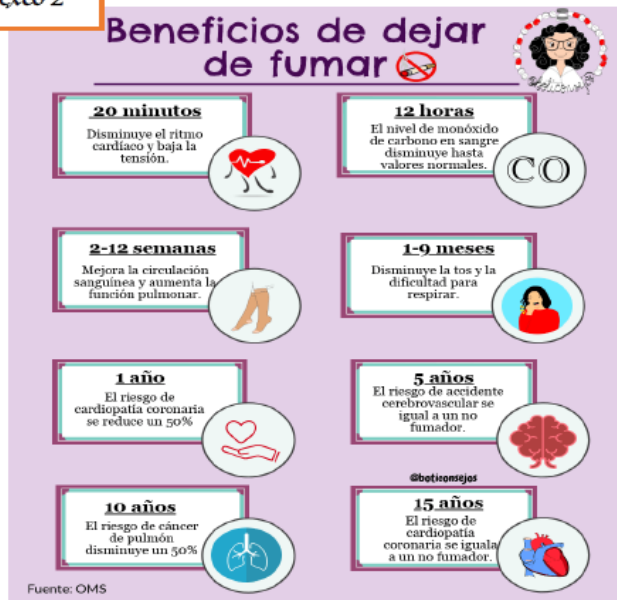 Beneficios de dejar
de fumar
20 minutos
Disminuye el ritmo
cardíaco y baja la
tensión.
12 horas
El nivel de monóxido
de carbono en sangre
disminuye hasta
valores normales.
CO
2-12 semanas
Mejora la circulación
sanguínea y aumenta la
función pulmonar.
1-9 meses
Disminuye la tos y la
dificultad para
respirar.
1 año
El riesgo de
cardiopatía coronaria
se reduce un 50%
5 años
El riesgo de accidente
cerebrovascular se
igual a un no
fumador.
@boticonsejos
10 años
El riesgo de cáncer
de pulmón
disminuye un 50%
15 años
El riesgo de
cardiopatía
coronaria se iguala
a un no fumador.
Fuente: OMS